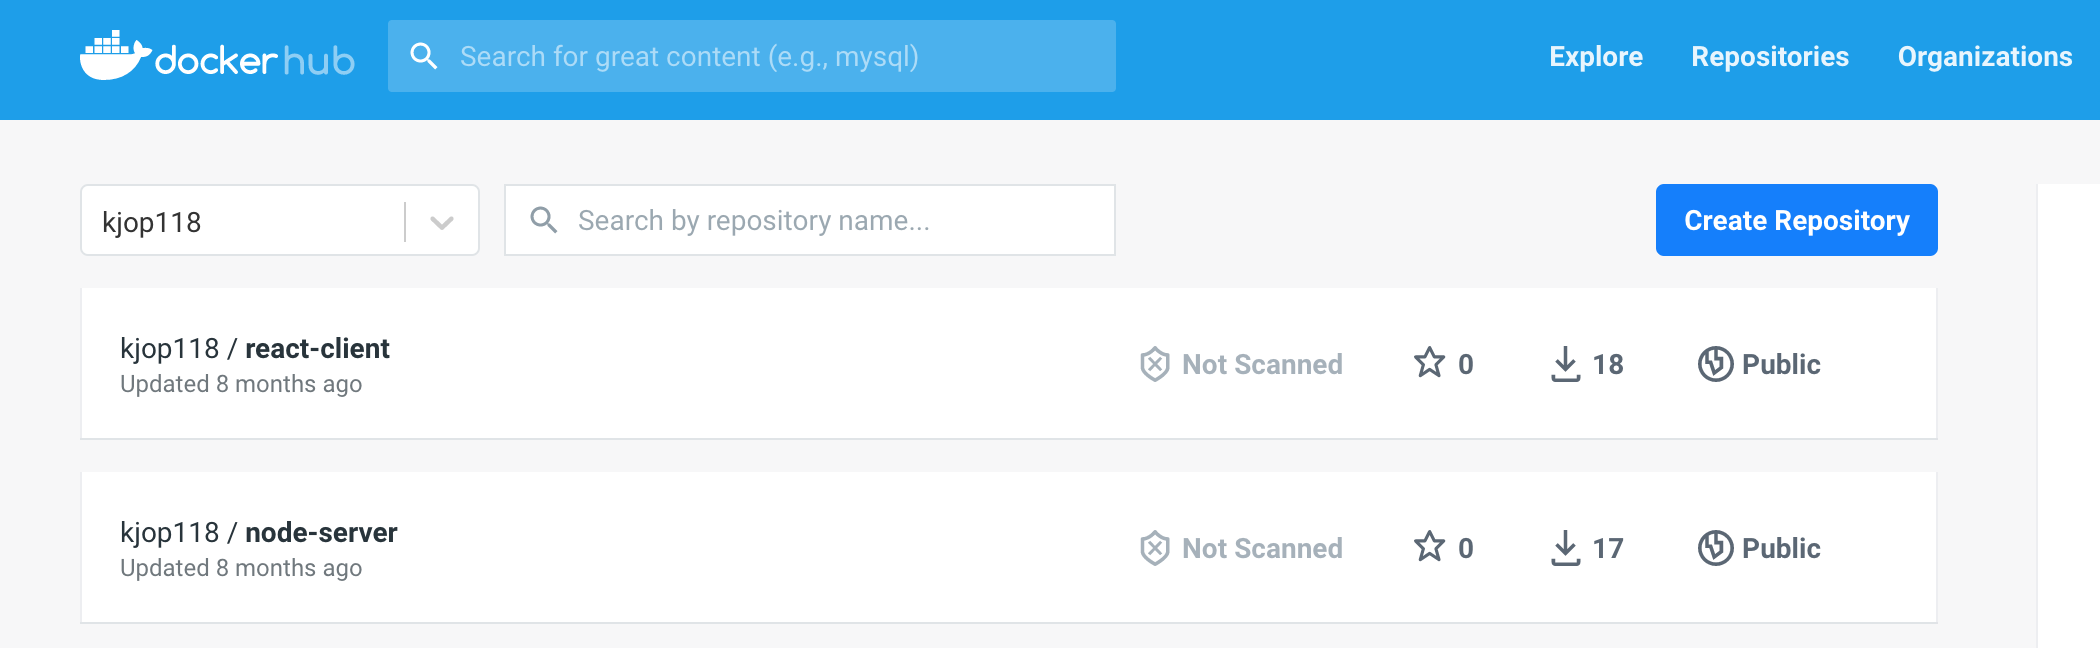 docker hub
Search for great content (e.g., mysql)
Explore
Repositories
Organizations
kjop118
Search by repository name...
Create Repository
kjop118 / react-client
Updated 8 months ago
Not Scanned
0
18
Public
kjop118 / node-server
Updated 8 months ago
Not Scanned
0
17
Public